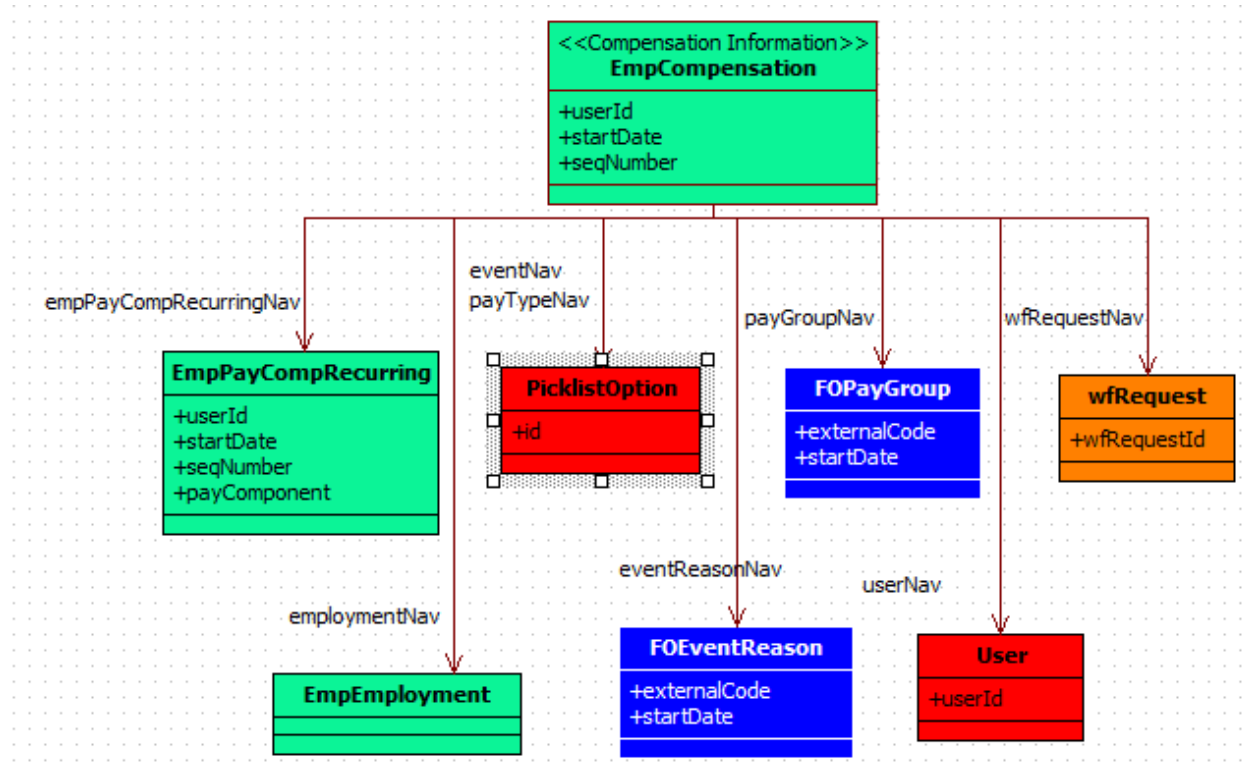 <<Compensation Information>>
EmpCompensation
+userId
+startDate
+seqNumber
eventNav
payTypeNav
empPayCompRecurringNav
payGroupNav
wfRequestNav
EmpPayCompRecurring
+userId
+startDate
+seqNumber
+payComponent
PicklistOption
+id
FOPayGroup
+externalCode
+startDate
wfRequest
+wfRequestId
employmentNav
eventReasonNav
userNav
EmpEmployment
FOEventReason
+externalCode
+startDate
User
+userId